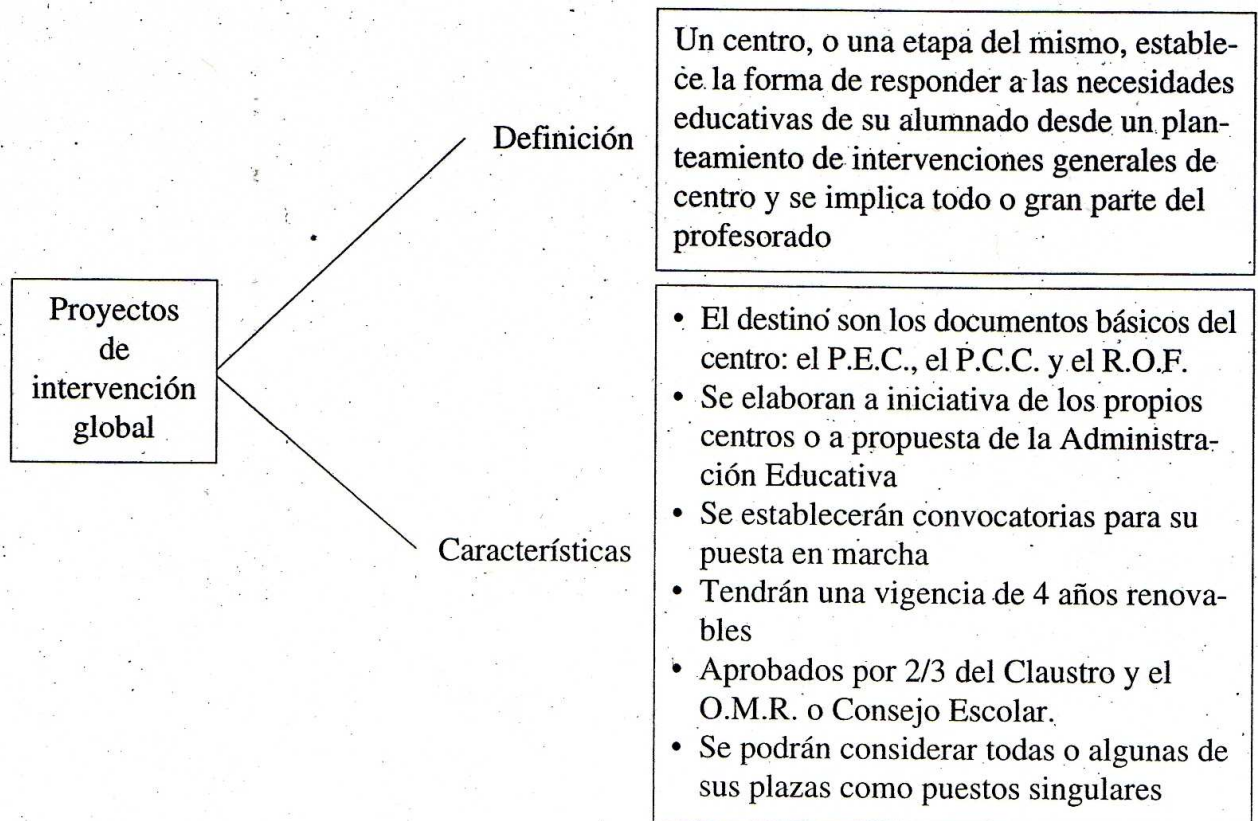 Proyectos
de
intervención
global
Definición
Un centro, o una etapa del mismo, estable-
ce la forma de responder a las necesidades
educativas de su alumnado desde un plan-
teamiento de intervenciones generales de
centro y se implica todo o gran parte del
profesorado
Características
• El destino son los documentos básicos del
centro: el P.E.C., el P.C.C. y el R.O.F.
• Se elaboran a iniciativa de los propios
centros o a propuesta de la Administra-
ción Educativa
• Se establecerán convocatorias para su
puesta en marcha
• Tendrán una vigencia de 4 años renova-
bles
• Aprobados por 2/3 del Claustro y el
O.M.R. o Consejo Escolar.
• Se podrán considerar todas o algunas de
sus plazas como puestos singulares